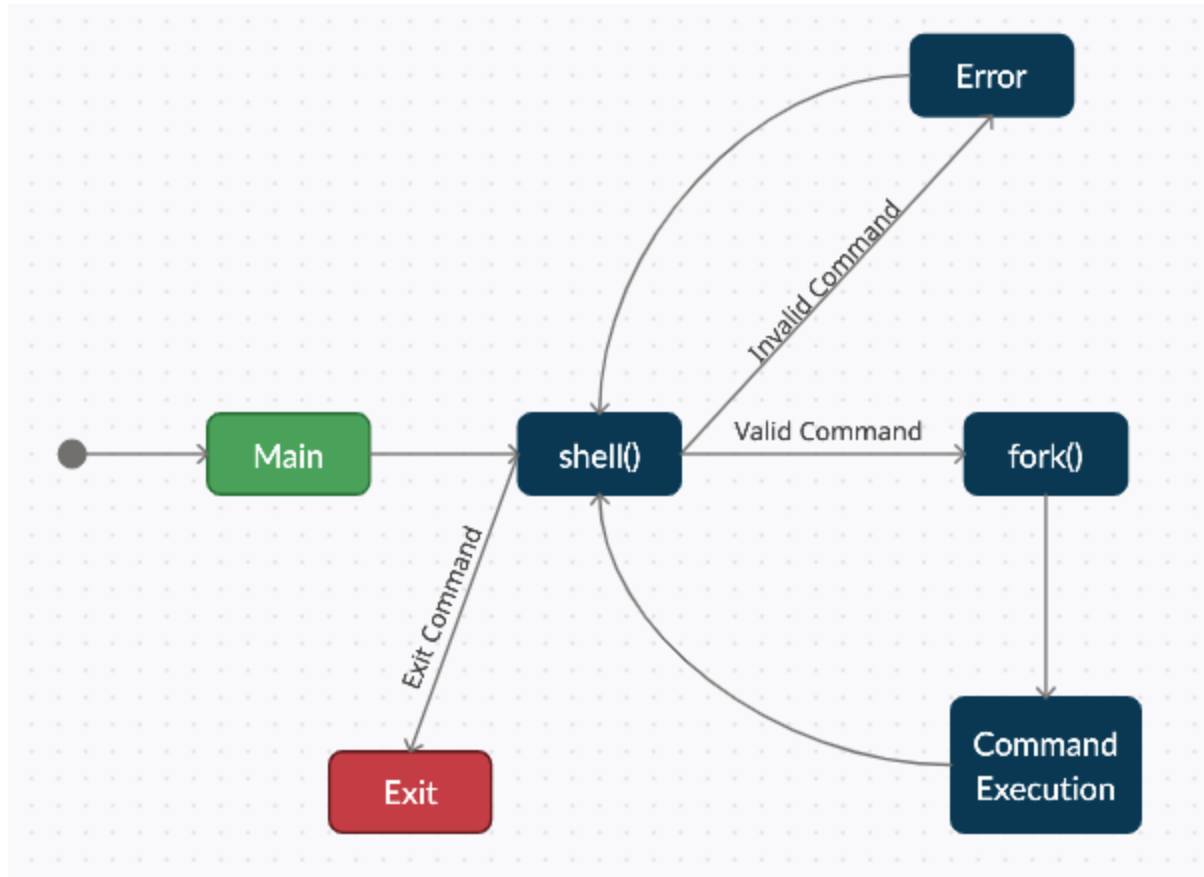 Error
Invalid Command
Valid Command
Main
shell()
fork()
Exit Command
Command
Execution
Exit